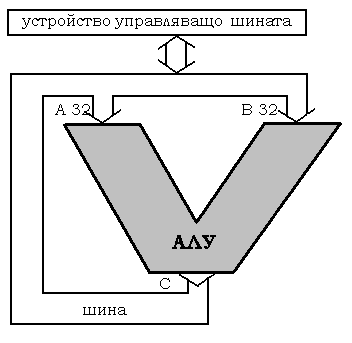 устройство управляващо шината
A 32
B 32
АЛУ
C
шина